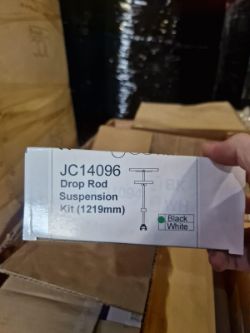 JC14096
Drop Rod
Suspension
Kit (1219mm)
Black
White